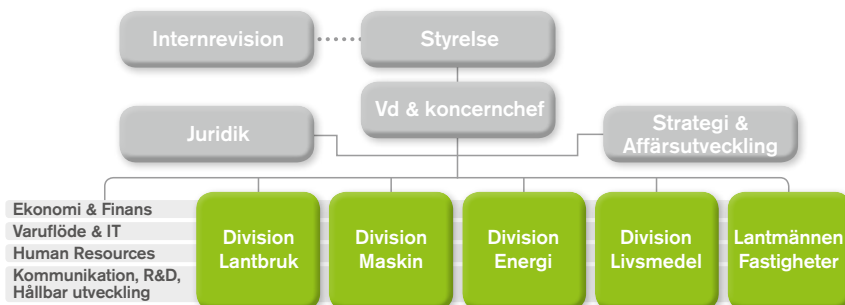 Internrevision
Styrelse
Vd & koncernchef
Juridik
Strategi &
Affärsutveckling
Ekonomi & Finans
Varuflöde & IT
Human Resources
Kommunikation, R&D,
Hållbar utveckling
Division
Lantbruk
Division
Maskin
Division
Energi
Division
Livsmedel
Lantmännen
Fastigheter